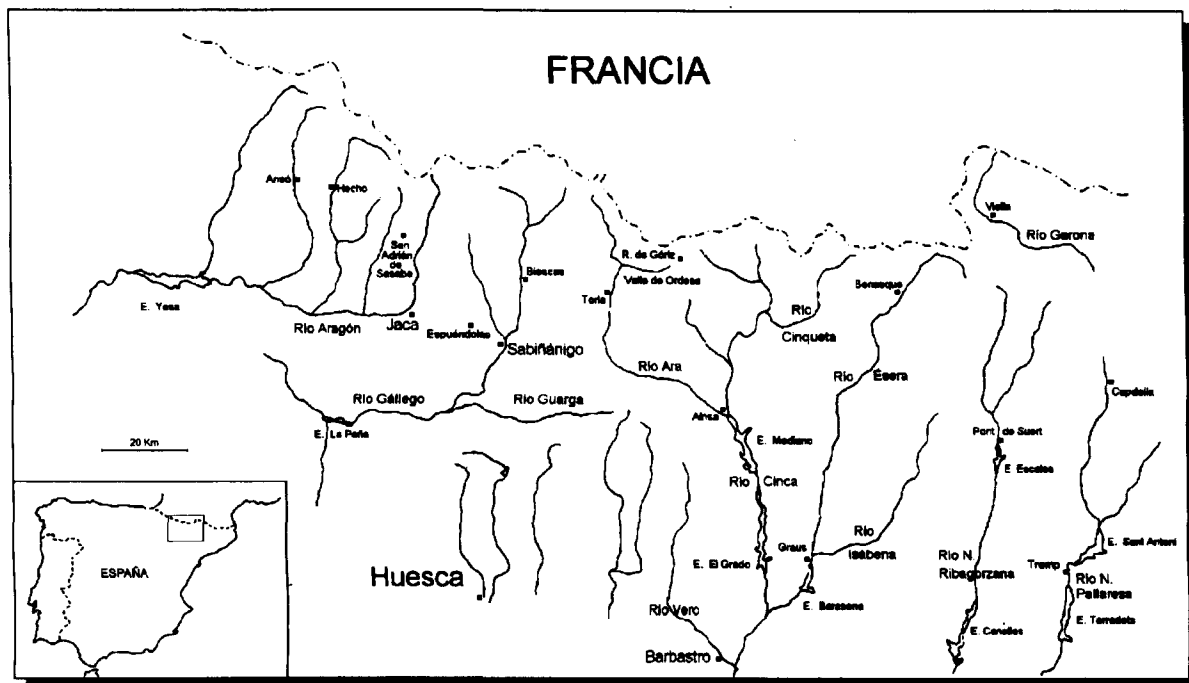 FRANCIA
Ansó
Hecho
San
Adrián
de
Sasabe
E. Yesa
Río Aragón
Jaca
Espuéndolas
Biescas
Sabiñánigo
Río Gállego
Río Guarga
E. La Peña
20 Km
ESPAÑA
Huesca
R. de Góriz
Valle de Ordesa
Torla
Río Ara
Ainsa
Río
Cinqueta
Benasque
Río Ésera
E. Mediano
Río Cinca
Graus
Río
Isábena
E. El Grado
E. Barasona
Río Vero
Barbastro
Viella
Río Garona
Capdella
Pont de Suert
E. Escales
Río N.
Ribagorzana
E. Canelles
E. Sant Antoni
Tremp
Río N.
Pallaresa
E. Terradets